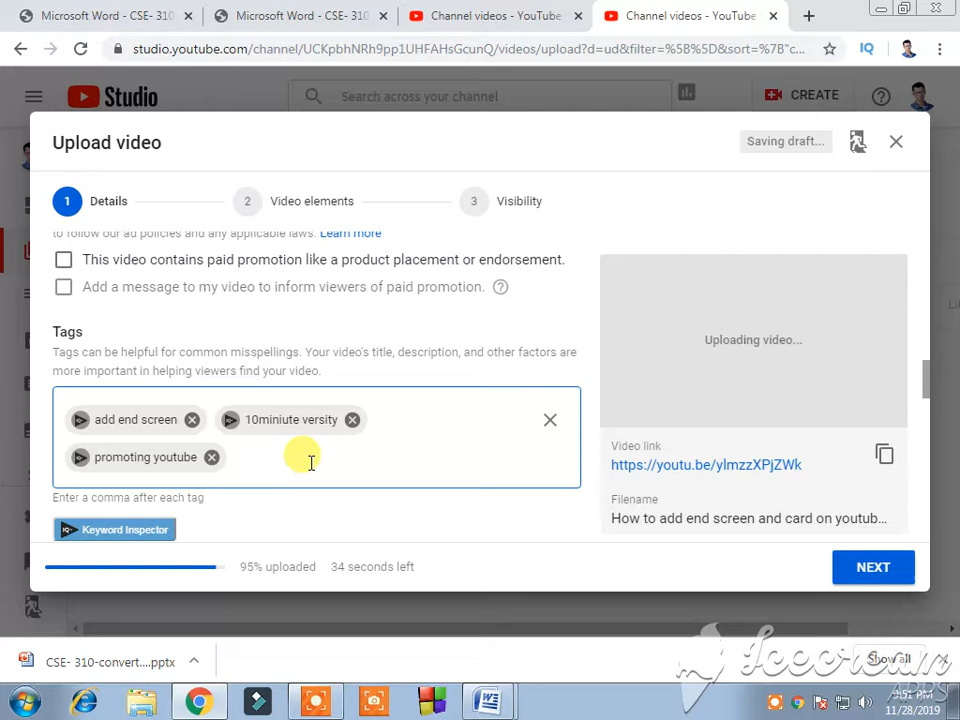 Microsoft Word - CSE- 310
Microsoft Word - CSE- 310
Channel videos - YouTube
Channel videos - YouTube
studio.youtube.com/channel/UCKpbhNRh9pp1UHFAHsGcunQ/videos/upload?d=ud&filter=%5B%5D&sort=%7B"c...
IQ
Studio
Search across your channel
CREATE
Upload video
Saving draft...
1 Details
2 Video elements
3 Visibility
to follow our ad policies and any applicable laws. Learn more
This video contains paid promotion like a product placement or endorsement.
Add a message to my video to inform viewers of paid promotion.
Tags
Tags can be helpful for common misspellings. Your video's title, description, and other factors are
more important in helping viewers find your video.
add end screen
10miniute versity
promoting youtube
Enter a comma after each tag
Keyword Inspector
Uploading video...
Video link
https://youtu.be/ylmzzXPjZWk
Filename
How to add end screen and card on youtub...
95% uploaded
34 seconds left
NEXT
CSE- 310-convert....pptx
Show all
Icecream
APPS
9:51 PM
11/28/2019